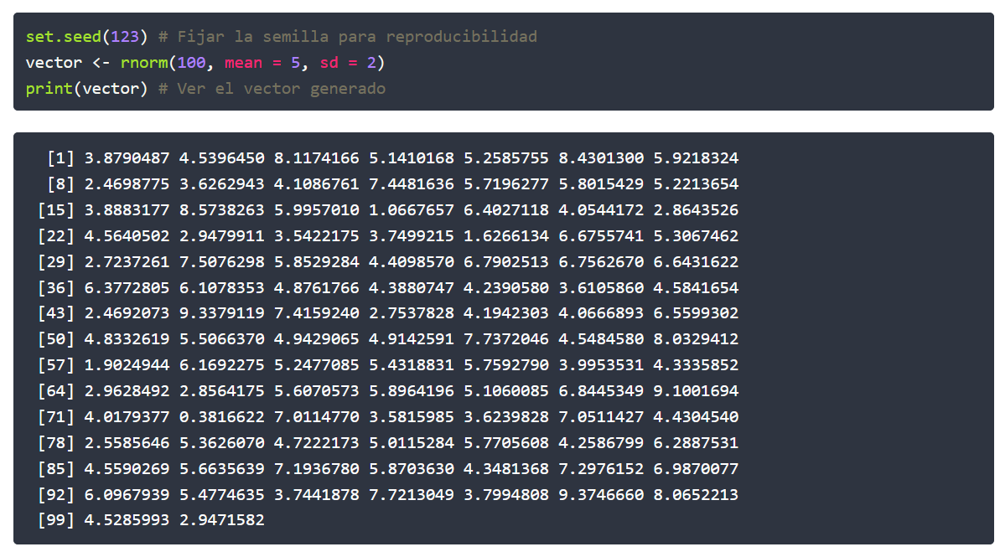 set.seed(123) # Fijar la semilla para reproducibilidad
vector <- rnorm(100, mean = 5, sd = 2)
print(vector) # Ver el vector generado
[1] 3.8790487 4.5396450 8.1174166 5.1410168 5.2585755 8.4301300 5.9218324
[8] 2.4698775 3.6262943 4.1086761 7.4481636 5.7196277 5.8015429 5.2213654
[15] 3.8883177 8.5738263 5.9957010 1.0667657 6.4027118 4.0544172 2.8643526
[22] 4.5640502 2.9479911 3.5422175 3.7499215 1.6266134 6.6755741 5.3067462
[29] 2.7237261 7.5076298 5.8529284 4.4098570 6.7902513 6.7562670 6.6431622
[36] 6.3772805 6.1078353 4.8761766 4.3880747 4.2390580 3.6105860 4.5841654
[43] 2.4692073 9.3379119 7.4159240 2.7537828 4.1942303 4.0666893 6.5599302
[50] 4.8332619 5.5066370 4.9429065 4.9142591 7.7372046 4.5484580 8.0329412
[57] 1.9024944 6.1692275 5.2477085 5.4318831 5.7592790 3.9953531 4.3335852
[64] 2.9628492 2.8564175 5.6070573 5.8964196 5.1060085 6.8445349 9.1001694
[71] 4.0179377 0.3816622 7.0114770 3.5815985 3.6239828 7.0511427 4.4304540
[78] 2.5585646 5.3626070 4.7222173 5.0115284 5.7705608 4.2586799 6.2887531
[85] 4.5590269 5.6635639 7.1936780 5.8703630 4.3481368 7.2976152 6.9870077
[92] 6.0967939 5.4774635 3.7441878 7.7213049 3.7994808 9.3746660 8.0652213
[99] 4.5285993 2.9471582